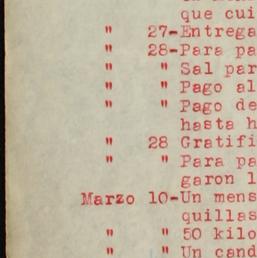 que cui
" 27-Entrega
" 28-Para pa
" " Sal par
" " Pago al
" " Pago de
hasta h
" 28 Gratifi
" " Para pa
garon l
Marzo 10-Un mens
quillas
" " 50 kilo
" " Un cand